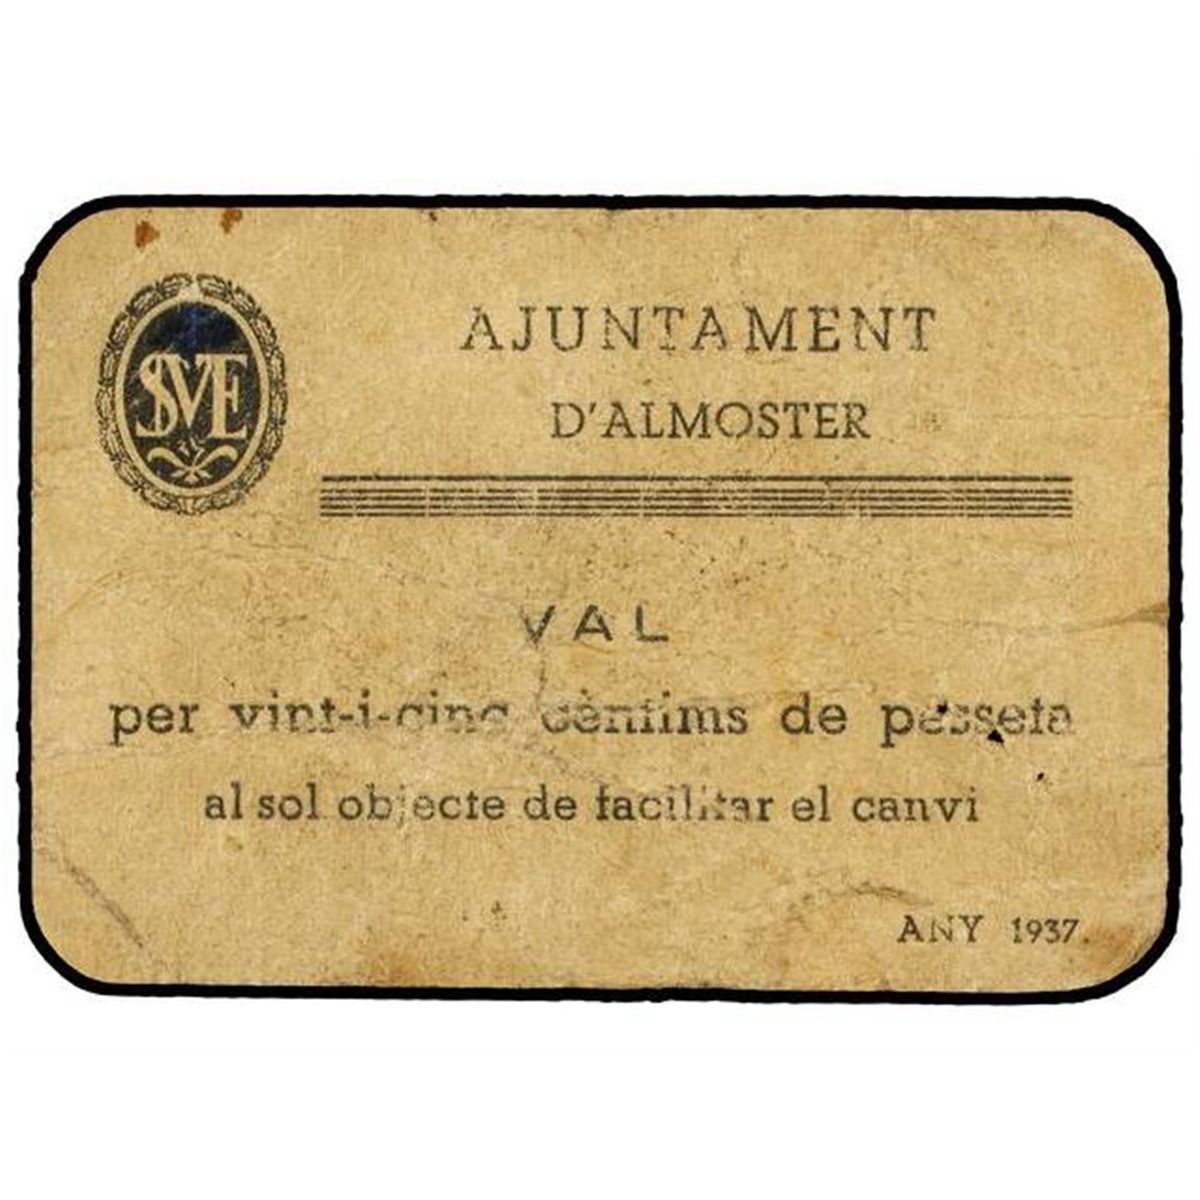 SVE
AJUNTAMENT
D'ALMOSTER
VAL
per vint-i-cinc cèntims de pesseta
al sol objecte de facilitar el canvi
ANY 1937.